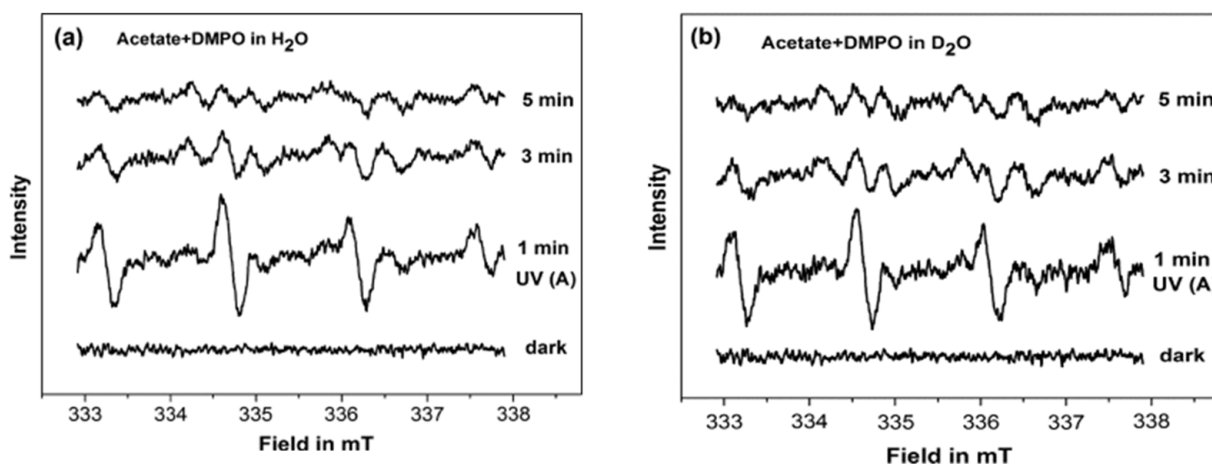 (a) Acetate+DMPO in H2O
5 min
3 min
1 min
UV (A)
dark
Intensity
333 334 335 336 337 338
Field in mT
(b) Acetate+DMPO in D2O
5 min
3 min
1 min
UV (A
dark
Intensity
333 334 335 336 337 338
Field in mT